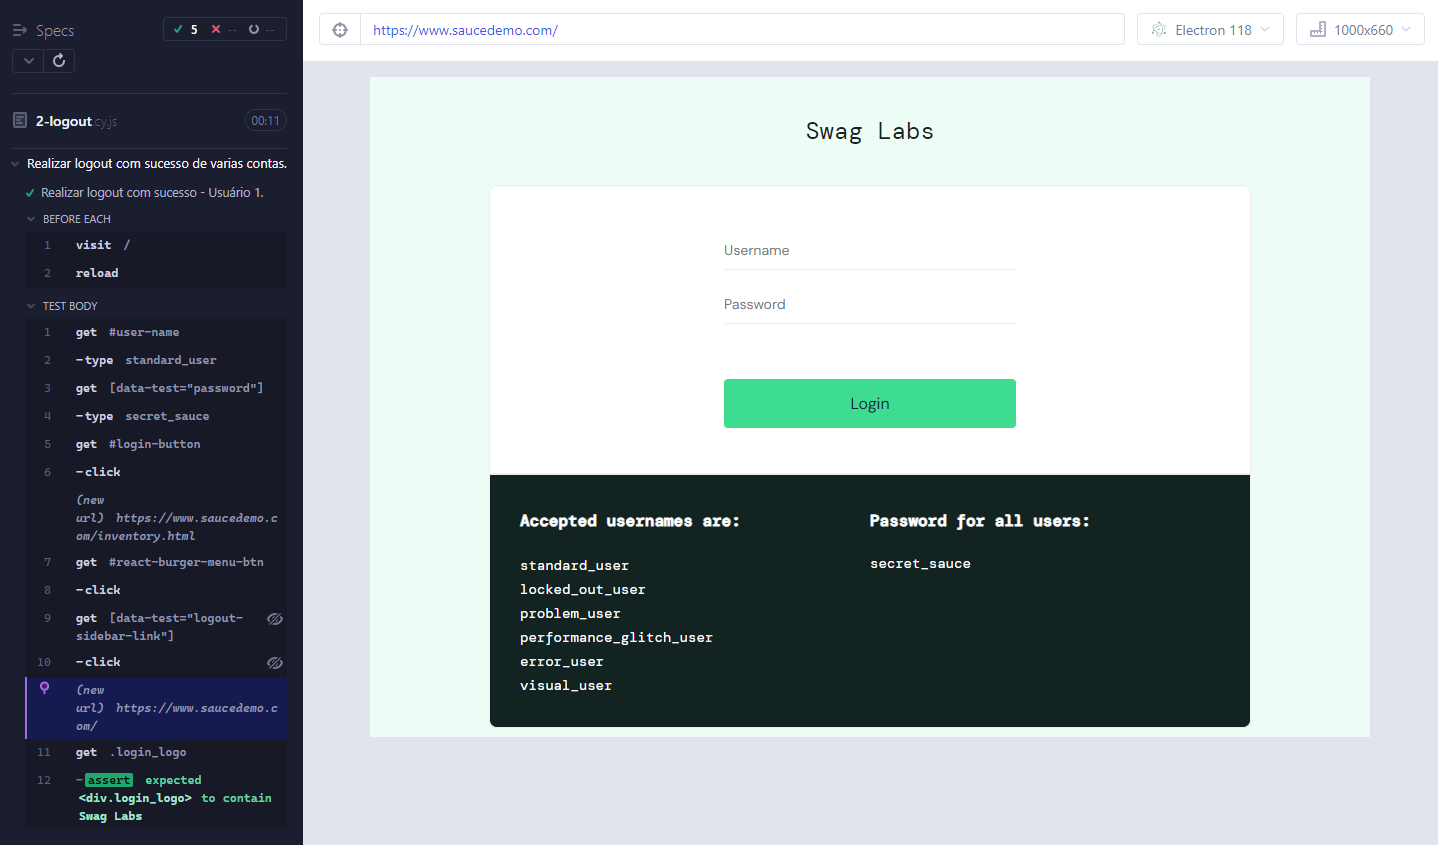 Specs
5 -- --
2-logout cy.js 00:11
Realizar logout com sucesso de varias contas.
Realizar logout com sucesso - Usuário 1.
BEFORE EACH
1 visit /
2 reload
TEST BODY
1 get #user-name
2 -type standard_user
3 get [data-test="password"]
4 -type secret_sauce
5 get #login-button
6 -click
(new
url) https://www.saucedemo.c
om/inventory.html
7 get #react-burger-menu-btn
8 -click
9 get [data-test="logout-
sidebar-link"]
10 -click
(new
url) https://www.saucedemo.c
om/
11 get .login_logo
12 -assert expected
<div.login_logo> to contain
Swag Labs
https://www.saucedemo.com/
Electron 118
1000x660
Swag Labs
Username
Password
Login
Accepted usernames are:
standard_user
locked_out_user
problem_user
performance_glitch_user
error_user
visual_user
Password for all users:
secret_sauce